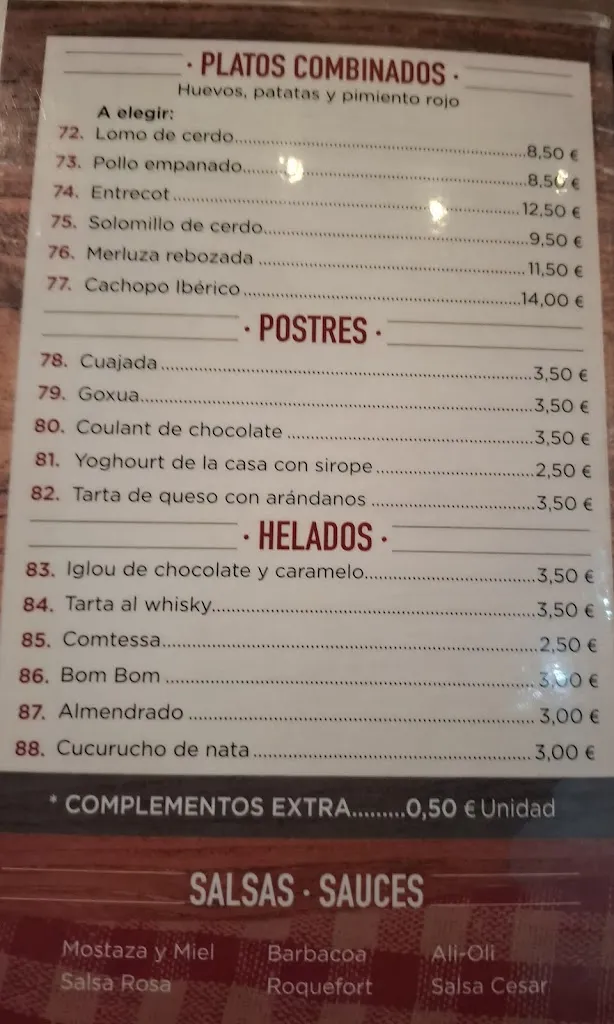 · PLATOS COMBINADOS ·
Huevos, patatas y pimiento rojo
A elegir:
72. Lomo de cerdo..........8,50 €
73. Pollo empanado..........8,50 €
74. Entrecot..........12,50 €
75. Solomillo de cerdo..........9,50 €
76. Merluza rebozada..........11,50 €
77. Cachopo Ibérico..........14,00 €
· POSTRES ·
78. Cuajada..........3,50 €
79. Goxua..........3,50 €
80. Coulant de chocolate..........3,50 €
81. Yoghourt de la casa con sirope..........2,50 €
82. Tarta de queso con arándanos..........3,50 €
· HELADOS ·
83. Iglou de chocolate y caramelo..........3,50 €
84. Tarta al whisky..........3,50 €
85. Comtessa..........2,50 €
86. Bom Bom..........3,00 €
87. Almendrado..........3,00 €
88. Cucurucho de nata..........3,00 €
* COMPLEMENTOS EXTRA.........0,50 € Unidad
SALSAS · SAUCES
Mostaza y Miel Barbacoa Ali-Oli
Salsa Rosa Roquefort Salsa Cesar